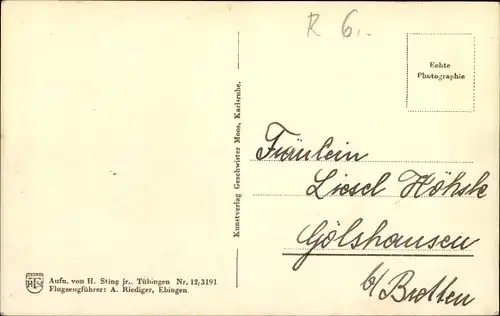 R 6.-
Echte
Photographie
Kunstverlag Geschwister Moos, Karlsruhe.
Fräulein
Liesel
Gölshausen
b/ Bretten
HTS
Aufn. von H. Sting jr., Tübingen Nr. 12/3191
Flugzeugführer: A. Riediger, Ebingen